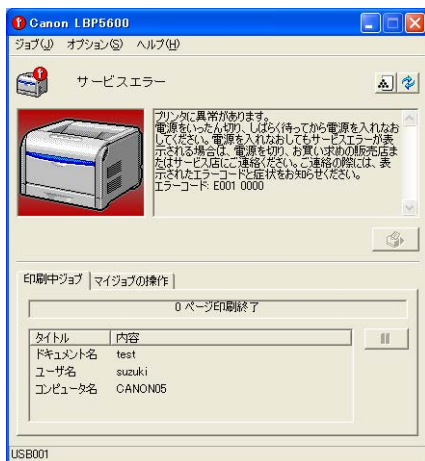 Canon LBP5600
ジョブ(J) オプション(S) ヘルプ(H)
サービスエラー
プリンタに異常があります。
電源をいったん切り、しばらく待ってから電源を入れなお
してください。電源を入れなおしてもサービスエラーが表
示される場合は、電源を切り、お買い求めの販売店ま
たはサービス店にご連絡ください。ご連絡の際には、表
示されたエラーコードと症状をお知らせください。
エラーコード: E001 0000
印刷中ジョブ マイジョブの操作
0 ページ印刷終了
タイトル 内容
ドキュメント名 test
ユーザ名 suzuki
コンピュータ名 CANON05
USB001